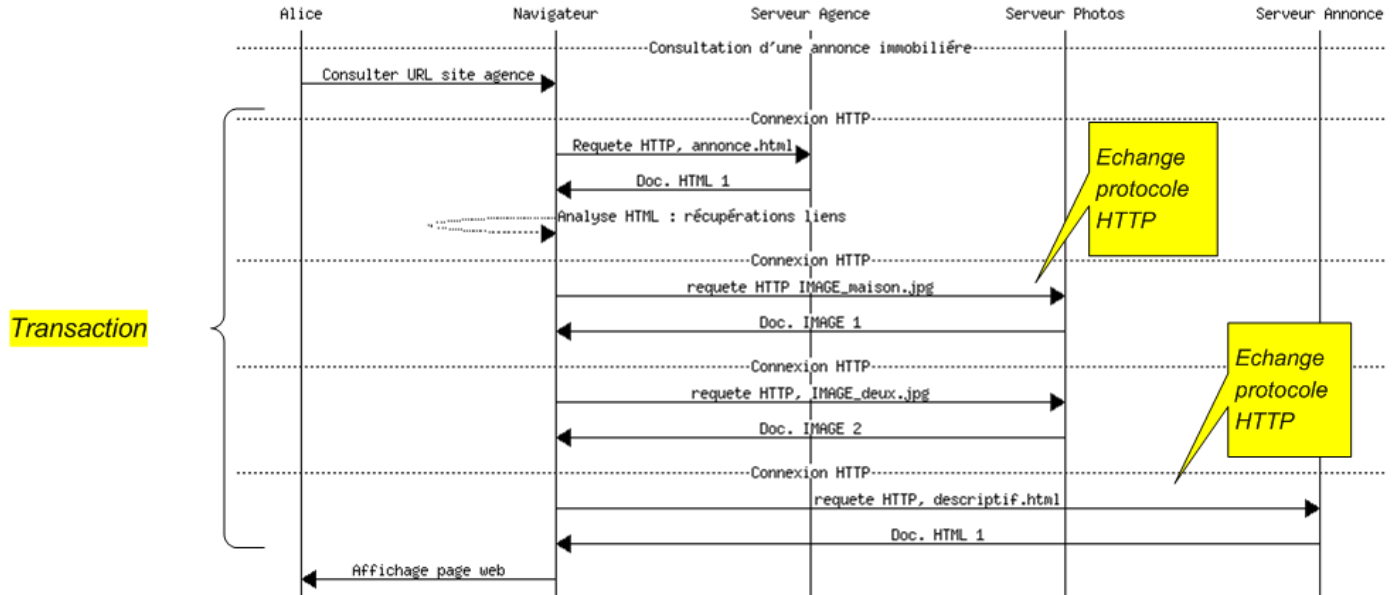 Alice Navigateur Serveur Agence Serveur Photos Serveur Annonce
Consultation d'une annonce immobiliére
Consulter URL site agence
Connexion HTTP
Requete HTTP, annonce.html
Echange
protocole
HTTP
Doc. HTML 1
Analyse HTML : récupérations liens
Connexion HTTP
requete HTTP IMAGE_maison.jpg
Transaction
Doc. IMAGE 1
Echange
protocole
HTTP
Connexion HTTP
requete HTTP, IMAGE_deux.jpg
Doc. IMAGE 2
Connexion HTTP
requete HTTP, descriptif.html
Doc. HTML 1
Affichage page web